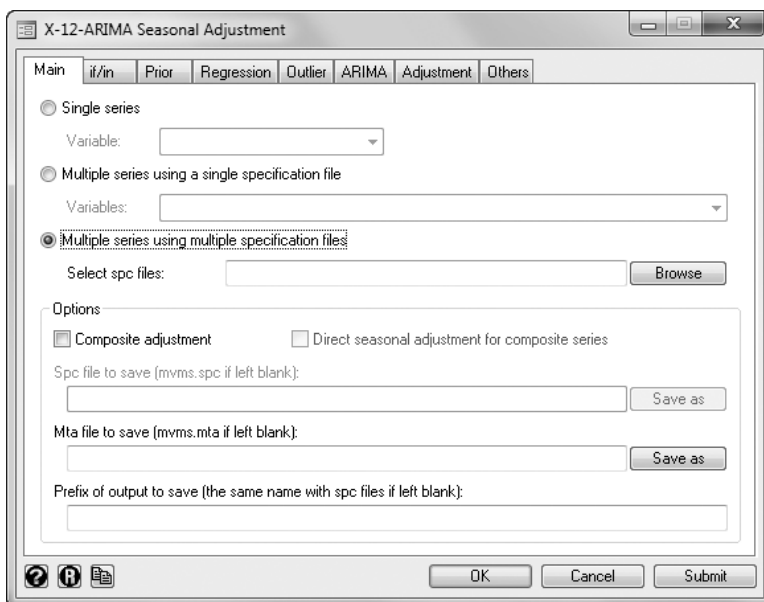 X-12-ARIMA Seasonal Adjustment
Main if/in Prior Regression Outlier ARIMA Adjustment Others
Single series
Variable:
Multiple series using a single specification file
Variables:
Multiple series using multiple specification files
Select spc files: Browse
Options
Composite adjustment Direct seasonal adjustment for composite series
Spc file to save (mvms.spc if left blank):
Save as
Mta file to save (mvms.mta if left blank):
Save as
Prefix of output to save (the same name with spc files if left blank):
? R OK Cancel Submit